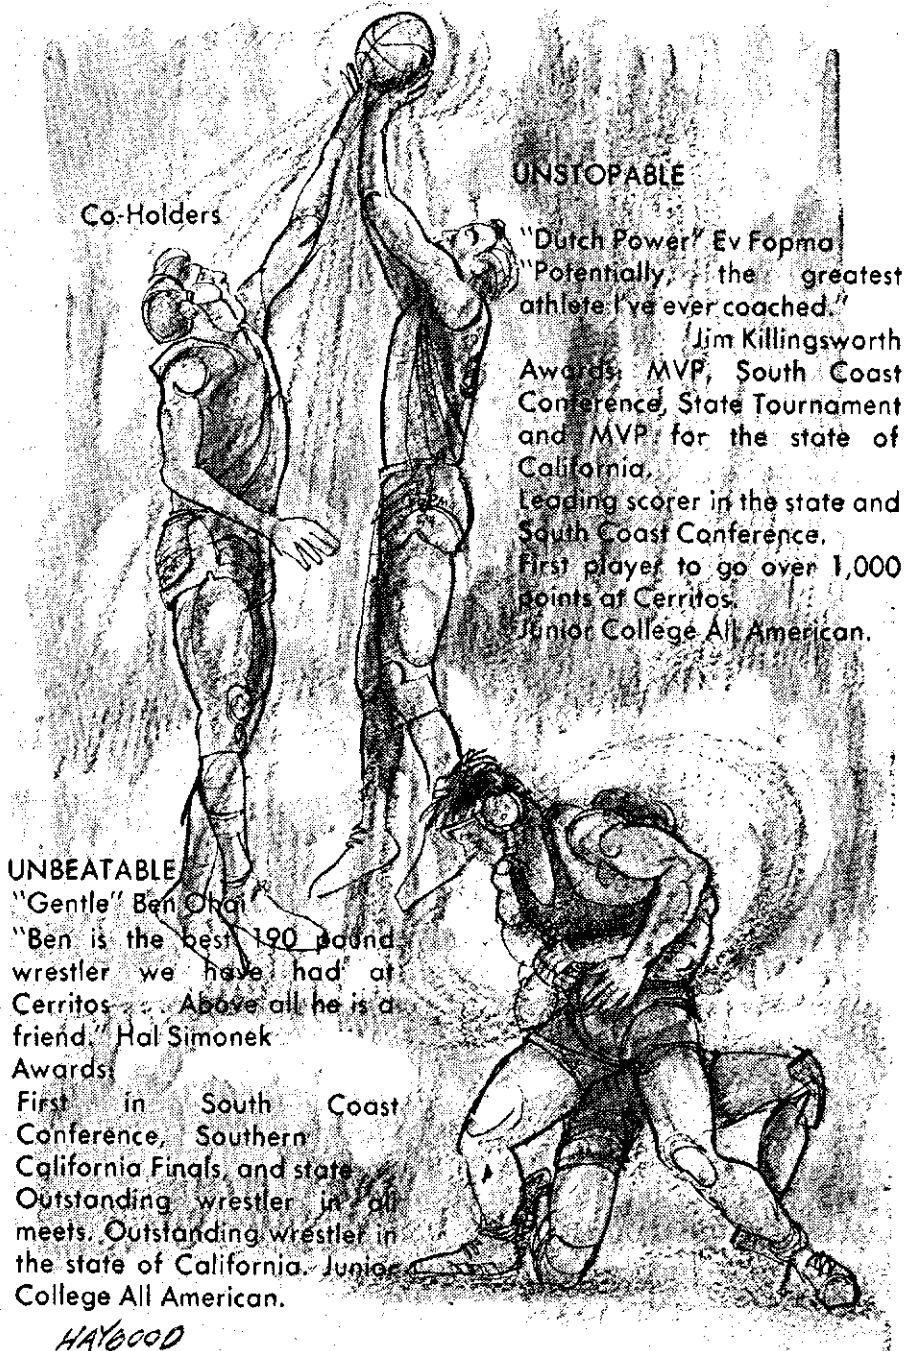 Co-Holders
UNSTOPABLE
"Dutch Power" Ev Fopma
"Potentially, the greatest
athlete I've ever coached."
Jim Killingsworth
Awards: MVP, South Coast
Conference, State Tournament
and MVP for the state of
California.
Leading scorer in the state and
South Coast Conference.
First player to go over 1,000
points at Cerritos.
Junior College All American.
UNBEATABLE
"Gentle" Ben
"Ben is the best 190 pound
wrestler we have had at
Cerritos . . . Above all he is a
friend." Hal Simonek
Awards:
First in South Coast
Conference, Southern
California Finals, and state
Outstanding wrestler in all
meets. Outstanding wrestler in
the state of California. Junior
College All American.
HAYGOOD